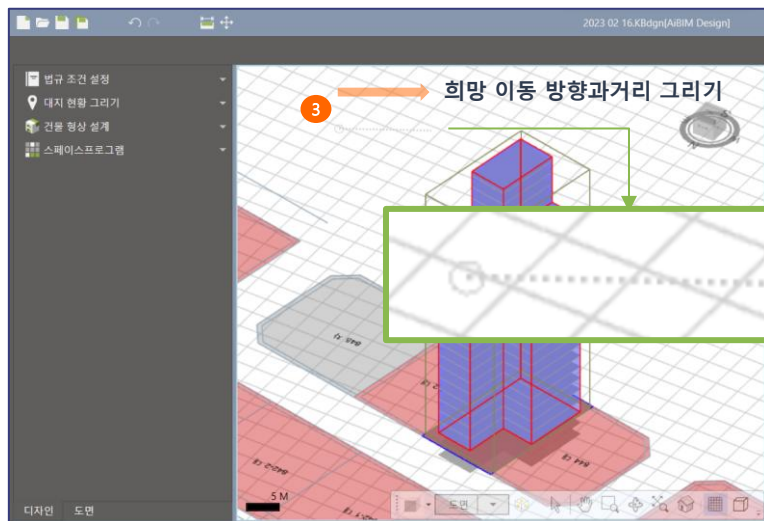 2023 02 16.KBdgn[AiBIM Design]
법규 조건 설정
대지 현황 그리기
건물 형상 설계
스페이스프로그램
3
희망 이동 방향과거리 그리기
N
5 M
도면
디자인 도면